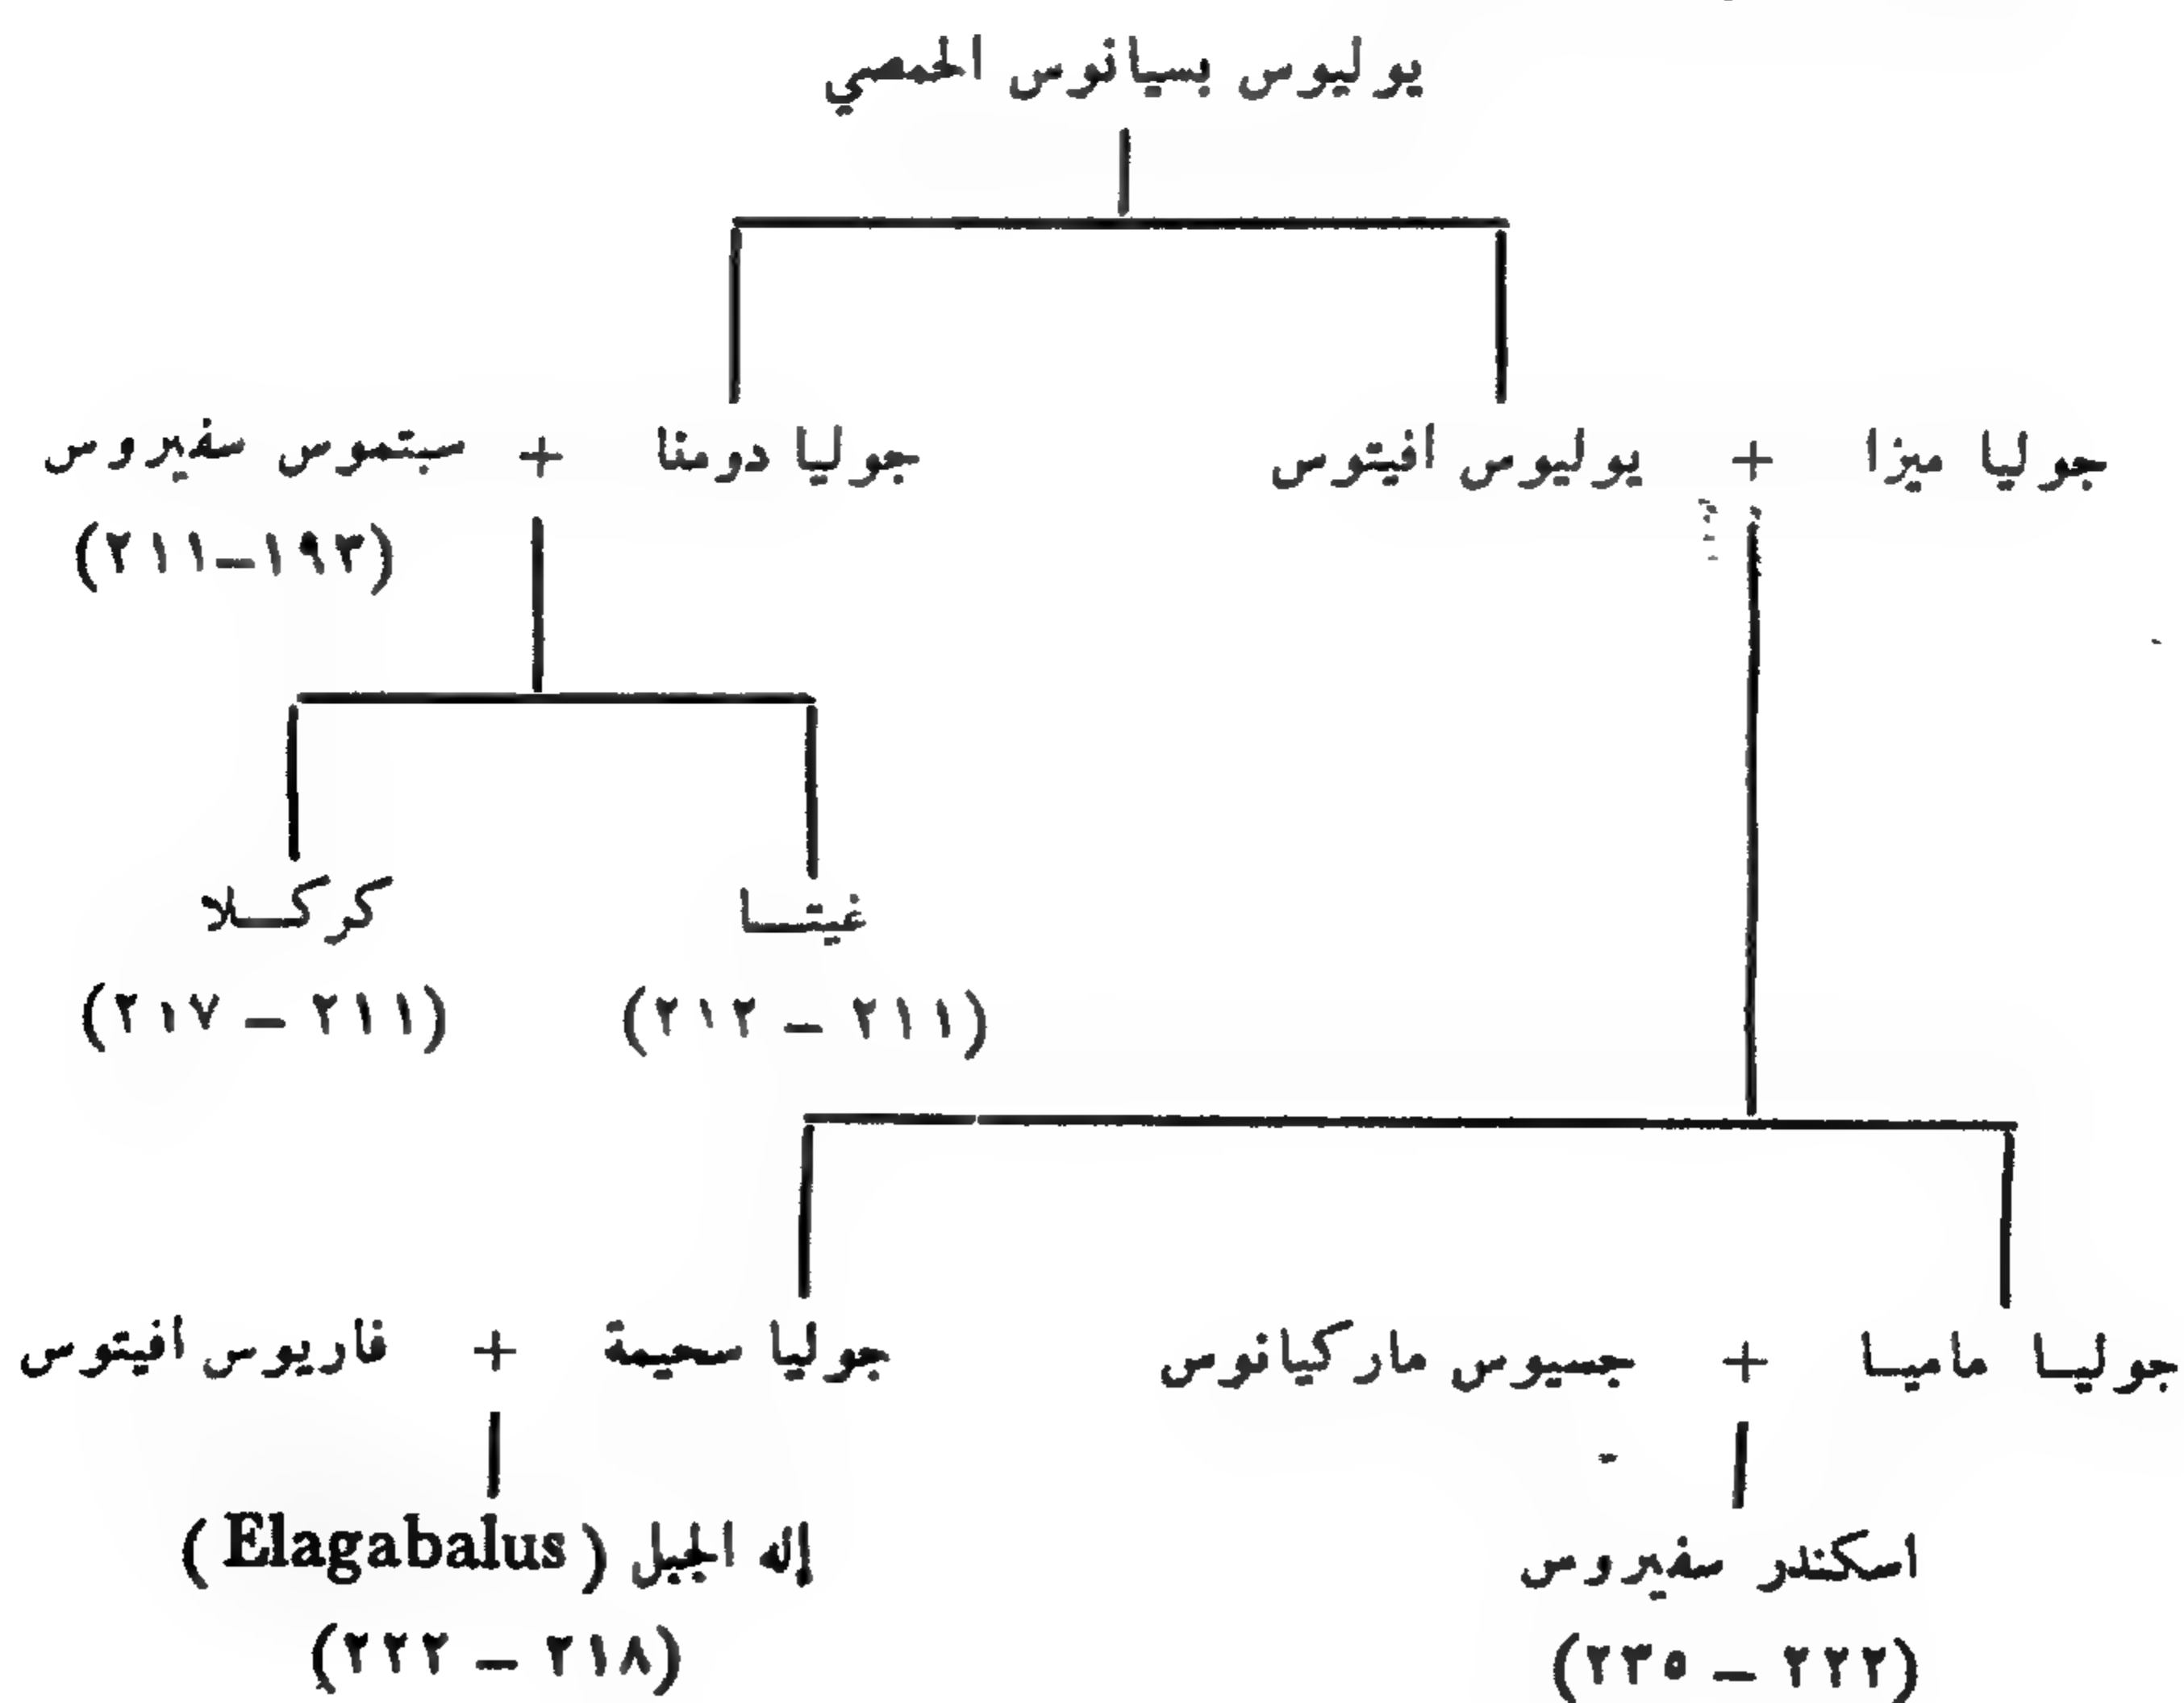 يوليوس بسيانوس الحمصي
جوليا ميزا + يوليوس افيتوس جوليا دومنا + سبتموس سفيروس
(١٩٣–٢١١)
غيتا كركلا
(٢١١ – ٢١٢) (٢١١ – ٢١٧)
جوليا ماميا + جسيوس ماركيانوس جوليا سحيمة + فاريوس افيتوس
اسكندر سفيروس إله الجبل (Elagabalus)
(٢٢٢ – ٢٣٥) (٢١٨ – ٢٢٢)